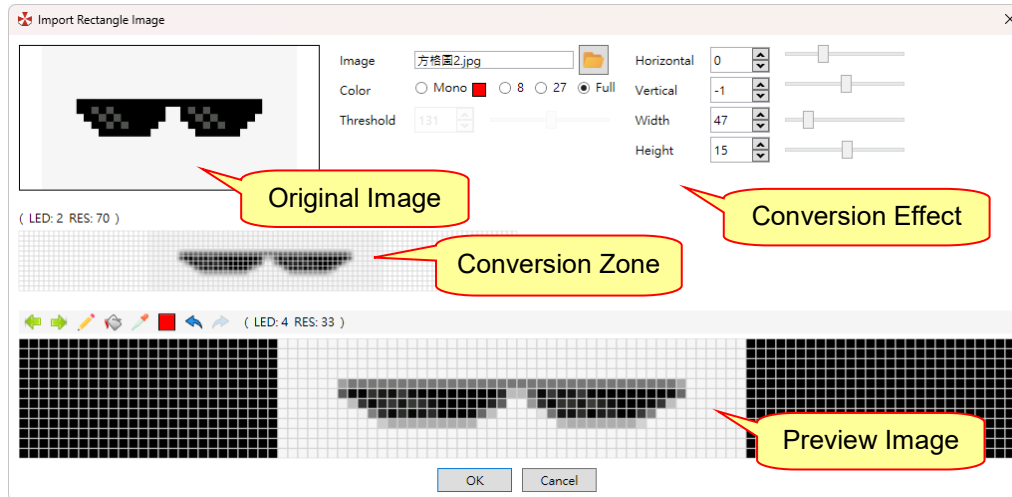 Import Rectangle Image
Image 方格圖2.jpg
Horizontal 0
Color Mono 8 27 Full
Vertical -1
Threshold 131
Width 47
Height 15
Original Image
Conversion Effect
( LED: 2 RES: 70 )
Conversion Zone
( LED: 4 RES: 33 )
Preview Image
OK Cancel